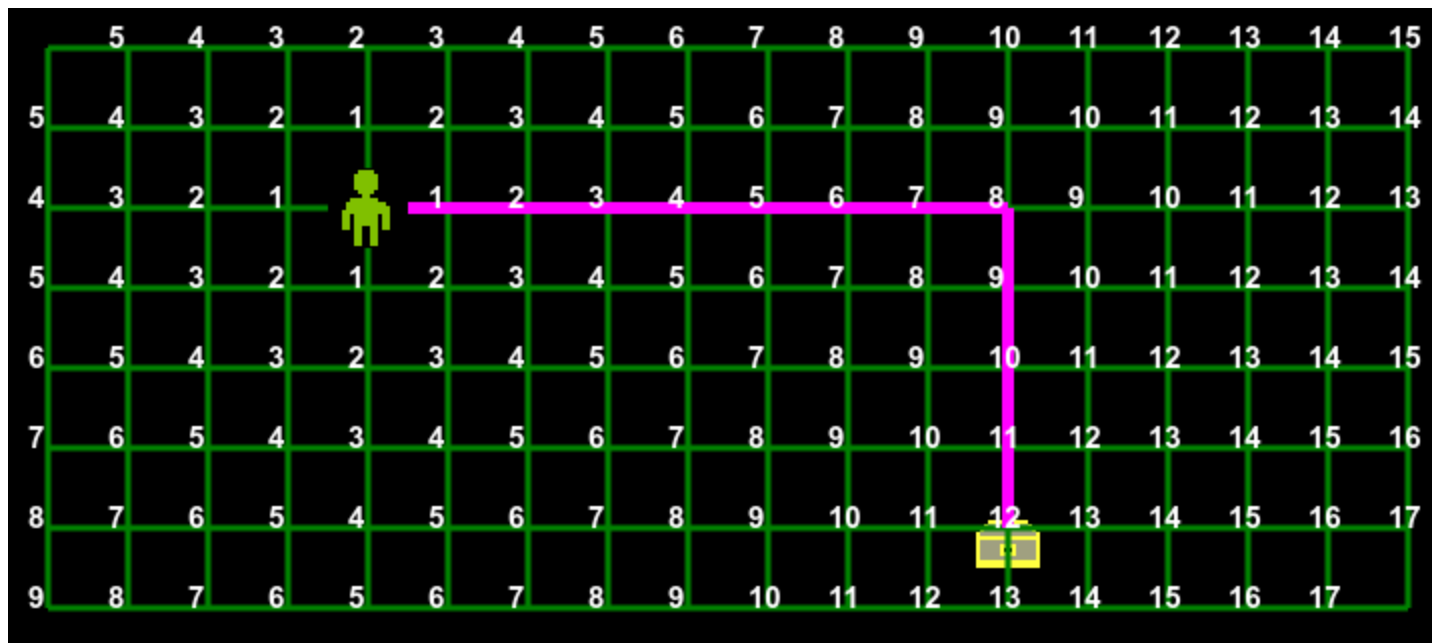 5 4 3 2 3 4 5 6 7 8 9 10 11 12 13 14 15
5 4 3 2 1 2 3 4 5 6 7 8 9 10 11 12 13 14
4 3 2 1 1 2 3 4 5 6 7 8 9 10 11 12 13
5 4 3 2 1 2 3 4 5 6 7 8 9 10 11 12 13 14
6 5 4 3 2 3 4 5 6 7 8 9 10 11 12 13 14 15
7 6 5 4 3 4 5 6 7 8 9 10 11 12 13 14 15 16
8 7 6 5 4 5 6 7 8 9 10 11 12 13 14 15 16 17
9 8 7 6 5 6 7 8 9 10 11 12 13 14 15 16 17